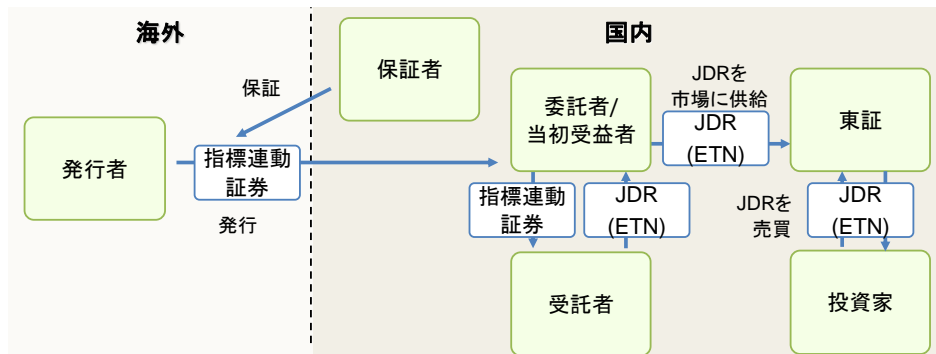 海外
国内
保証
保証者
発行者
指標連動
証券
発行
委託者/
当初受益者
JDRを
市場に供給
JDR
(ETN)
東証
指標連動
証券
JDR
(ETN)
JDRを
売買
JDR
(ETN)
受託者
投資家